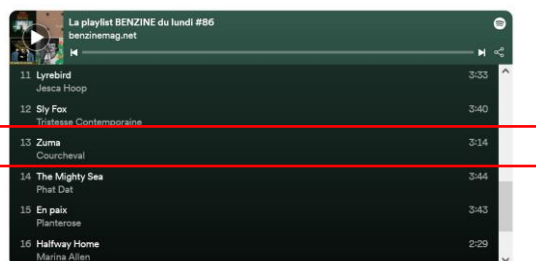 La playlist BENZINE du lundi #86
benzinemag.net
11 Lyrebird 3:33
Jesca Hoop
12 Sly Fox 3:40
Tristesse Contemporaine
13 Zuma 3:14
Courcheval
14 The Mighty Sea 3:44
Phat Dat
15 En paix 3:43
Planterose
16 Halfway Home 2:29
Marina Allen